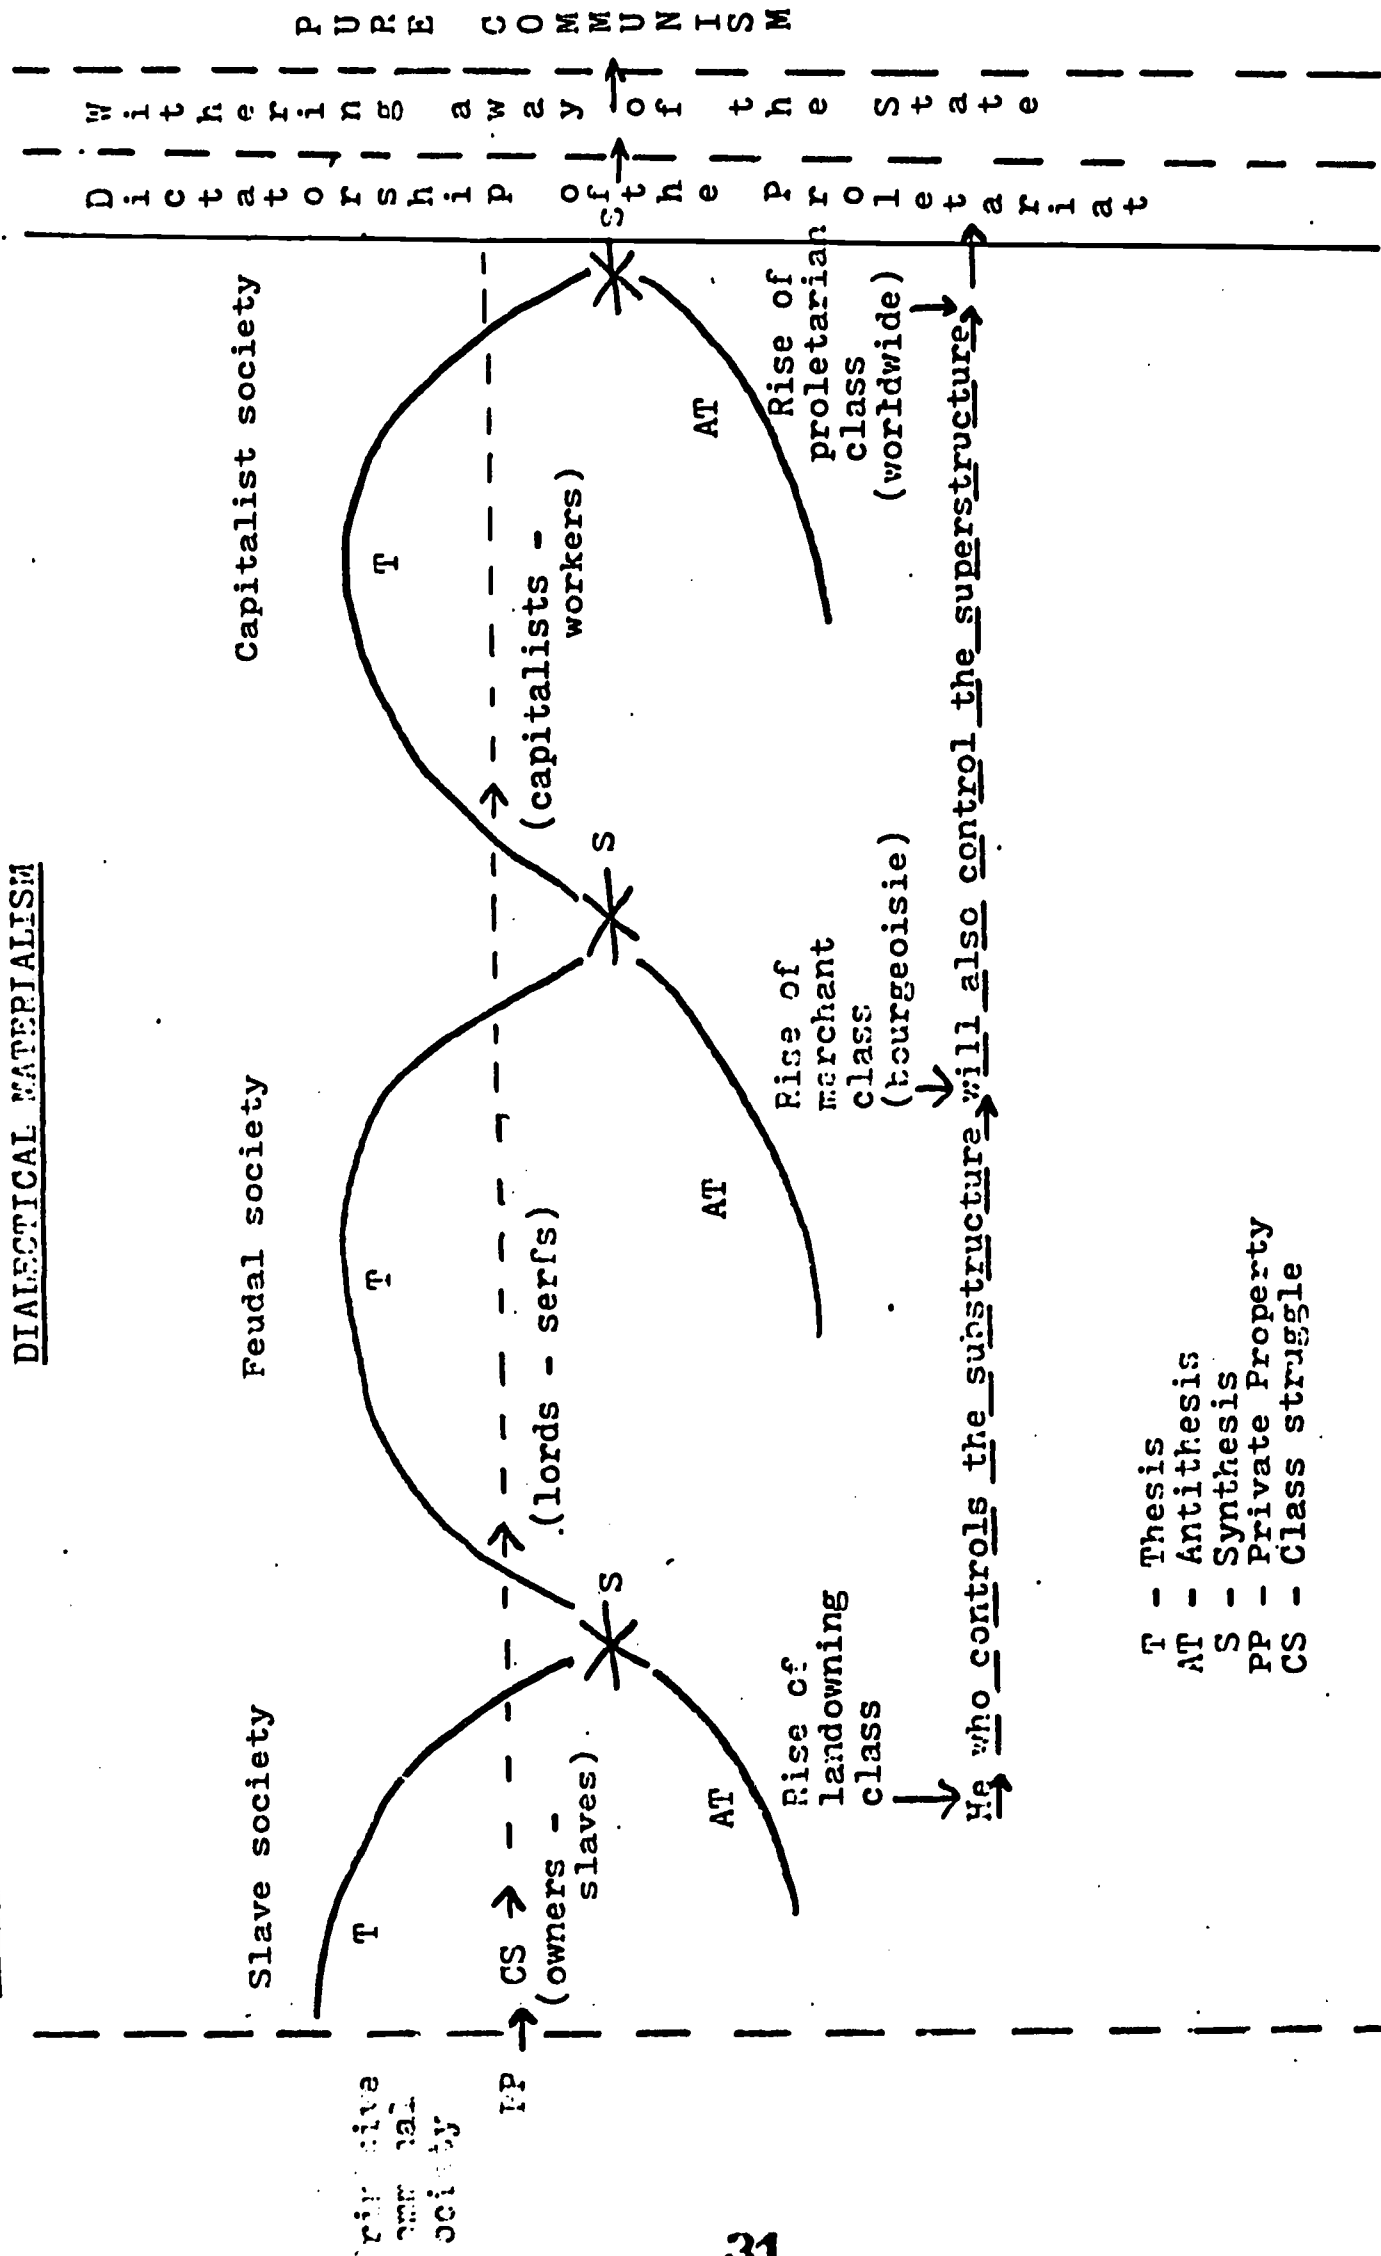 DIALECTICAL MATERIALISM
PP
Slave society
T
CS
(owners -
slaves)
AT
Rise of
landowning
class
S
Feudal society
T
(lords - serfs)
AT
Rise of
merchant
class
(bourgeoisie)
S
Capitalist society
T
(capitalists -
workers)
AT
Rise of
proletarian
class
(worldwide)
S
He who controls the substructure will also control the superstructure
Dictatorship of the Proletariat
Withering away of the State
PURE COMMUNISM
T - Thesis
AT - Antithesis
S - Synthesis
PP - Private Property
CS - Class struggle
31